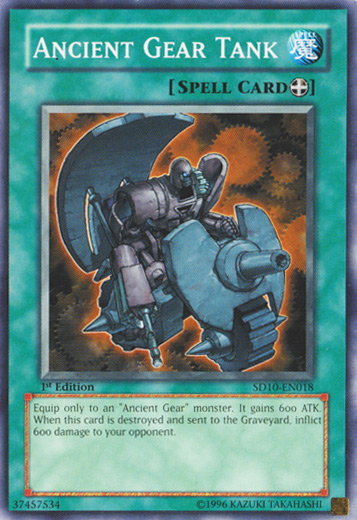 ANCIENT GEAR TANK
魔
[SPELL CARD]
1st Edition
SD10-EN018
Equip only to an "Ancient Gear" monster. It gains 600 ATK.
When this card is destroyed and sent to the Graveyard, inflict
600 damage to your opponent.
37457534
©1996 KAZUKI TAKAHASHI